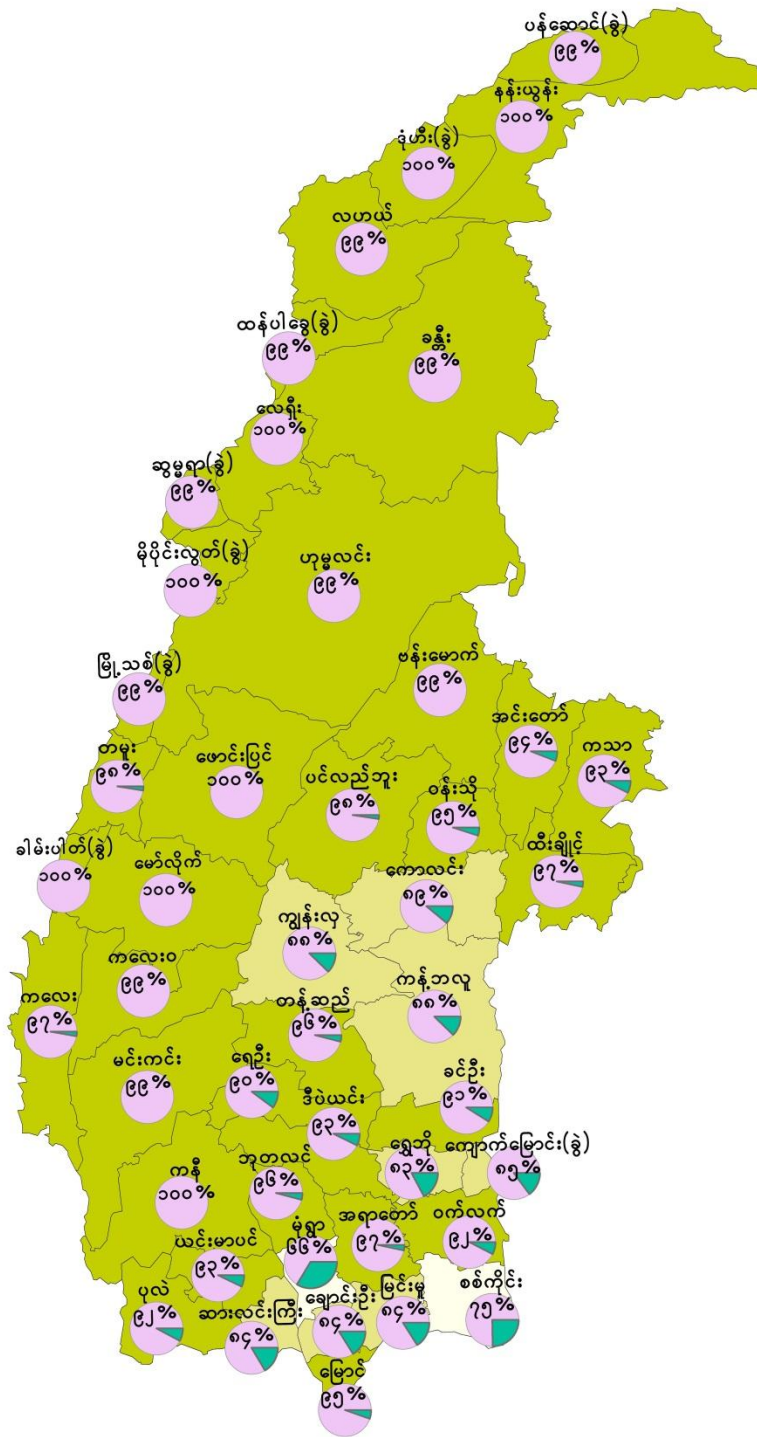 ပန်ဆောင်(ခွဲ)
၉၉%
နန်းယွန်း
၁၀၀%
ဒုံဟီး(ခွဲ)
၁၀၀%
လဟယ်
၉၉%
ထန်ပါခွေ(ခွဲ)
၉၉%
ခန္တီး
၉၉%
လေရှီး
၁၀၀%
ဆွမ္မရာ(ခွဲ)
၉၉%
မိုပိုင်းလွတ်(ခွဲ)
၁၀၀%
ဟုမ္မလင်း
၉၉%
မြို့သစ်(ခွဲ)
၉၉%
ဗန်းမောက်
၉၉%
အင်းတော်
၉၄%
ကသာ
၉၃%
တမူး
၉၈%
ဖောင်းပြင်
၁၀၀%
ပင်လည်ဘူး
၉၈%
ဝန်းသို
၉၅%
ထီးချိုင့်
၉၇%
ခါမ်းပါတ်(ခွဲ)
၁၀၀%
မော်လိုက်
၁၀၀%
ကောလင်း
၈၉%
ကျွန်းလှ
၈၈%
ကလေးဝ
၉၉%
ကန့်ဘလူ
၈၈%
ကလေး
၉၇%
တန့်ဆည်
၉၆%
မင်းကင်း
၉၉%
ရေဦး
၉၀%
ခင်ဦး
၉၁%
ဒီပဲယင်း
၉၃%
ရွှေဘို
၈၃%
ကျောက်မြောင်း(ခွဲ)
၈၅%
ကနီ
၁၀၀%
ဘုတလင်
၉၆%
အရာတော်
၉၇%
ဝက်လက်
၉၂%
ယင်းမာပင်
၉၃%
မုံရွာ
၆၆%
စစ်ကိုင်း
၇၅%
ပုလဲ
၉၂%
ဆားလင်းကြီး
၈၄%
ချောင်းဦး
၈၄%
မြင်းမူ
၈၄%
မြောင်
၉၅%